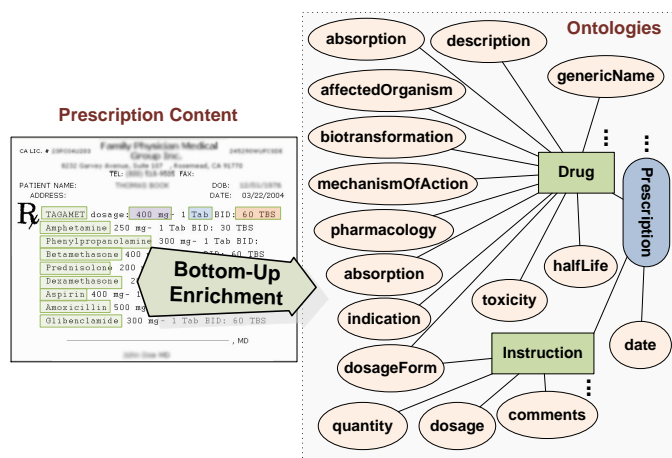 Prescription Content
CA LIC. #
Family Physician Medical
Group Inc.
TEL: FAX:
PATIENT NAME: DOB:
ADDRESS: DATE: 03/22/2004
TAGAMET dosage: 400 mg- 1 Tab BID: 60 TBS
Amphetamine 250 mg- 1 Tab BID: 30 TBS
Phenylpropanolamine 300 mg- 1 Tab BID:
Betamethasone 400
Prednisolone 200
Dexamethasone
Aspirin 400 mg- 1
Amoxicillin 500 mg
Glibenclamide 300 mg- 1 Tab BID: 60 TBS
, MD
Bottom-Up
Enrichment
Ontologies
absorption
description
genericName
affectedOrganism
biotransformation
Drug
Prescription
mechanismOfAction
pharmacology
absorption
halfLife
toxicity
indication
Instruction
date
dosageForm
comments
quantity
dosage